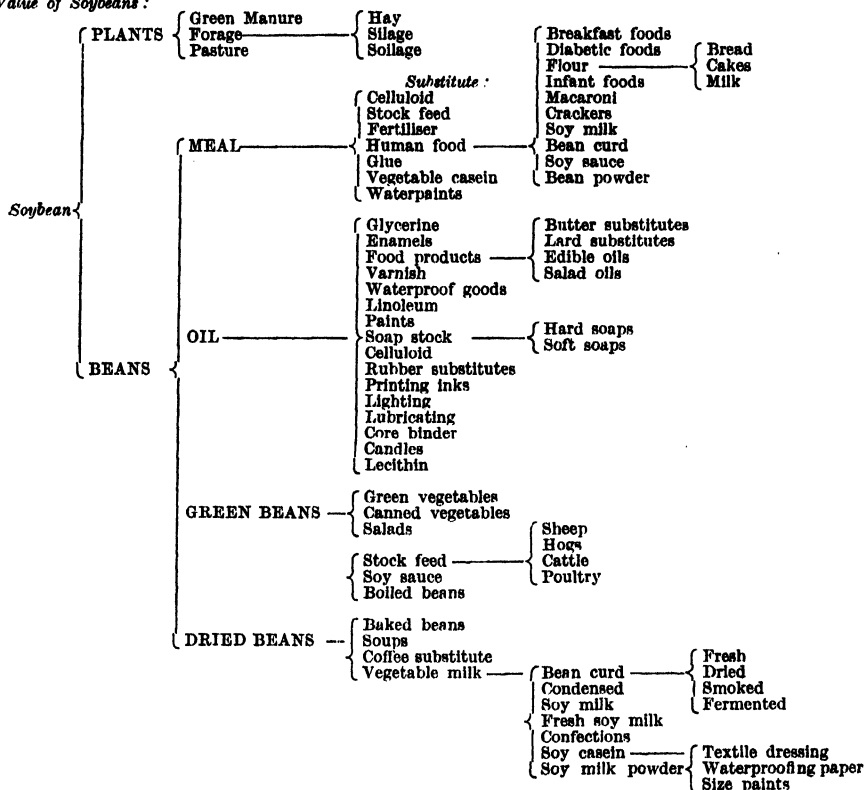 Value of Soybeans:
PLANTS
Green Manure
Forage
Pasture
Hay
Silage
Soilage
Soybean
BEANS
MEAL
Substitute:
Celluloid
Stock feed
Fertiliser
Human food
Glue
Vegetable casein
Waterpaints
Breakfast foods
Diabetic foods
Flour
Infant foods
Macaroni
Crackers
Soy milk
Bean curd
Soy sauce
Bean powder
Bread
Cakes
Milk
OIL
Glycerine
Enamels
Food products
Varnish
Waterproof goods
Linoleum
Paints
Soap stock
Celluloid
Rubber substitutes
Printing inks
Lighting
Lubricating
Core binder
Candles
Lecithin
Butter substitutes
Lard substitutes
Edible oils
Salad oils
Hard soaps
Soft soaps
GREEN BEANS
Green vegetables
Canned vegetables
Salads
Stock feed
Soy sauce
Boiled beans
Sheep
Hogs
Cattle
Poultry
DRIED BEANS
Baked beans
Soups
Coffee substitute
Vegetable milk
Bean curd
Condensed
Soy milk
Fresh soy milk
Confections
Soy casein
Soy milk powder
Fresh
Dried
Smoked
Fermented
Textile dressing
Waterproofing paper
Size paints